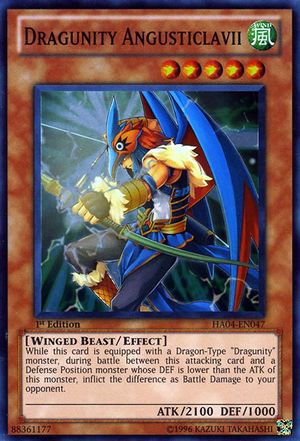 DRAGUNITY ANGUSTICLAVII
WIND
風
1st Edition
HA04-EN047
[WINGED BEAST/EFFECT]
While this card is equipped with a Dragon-Type "Dragunity"
monster, during battle between this attacking card and a
Defense Position monster whose DEF is lower than the ATK of
this monster, inflict the difference as Battle Damage to your
opponent.
ATK/2100 DEF/1000
88361177
©1996 KAZUKI TAKAHASHI